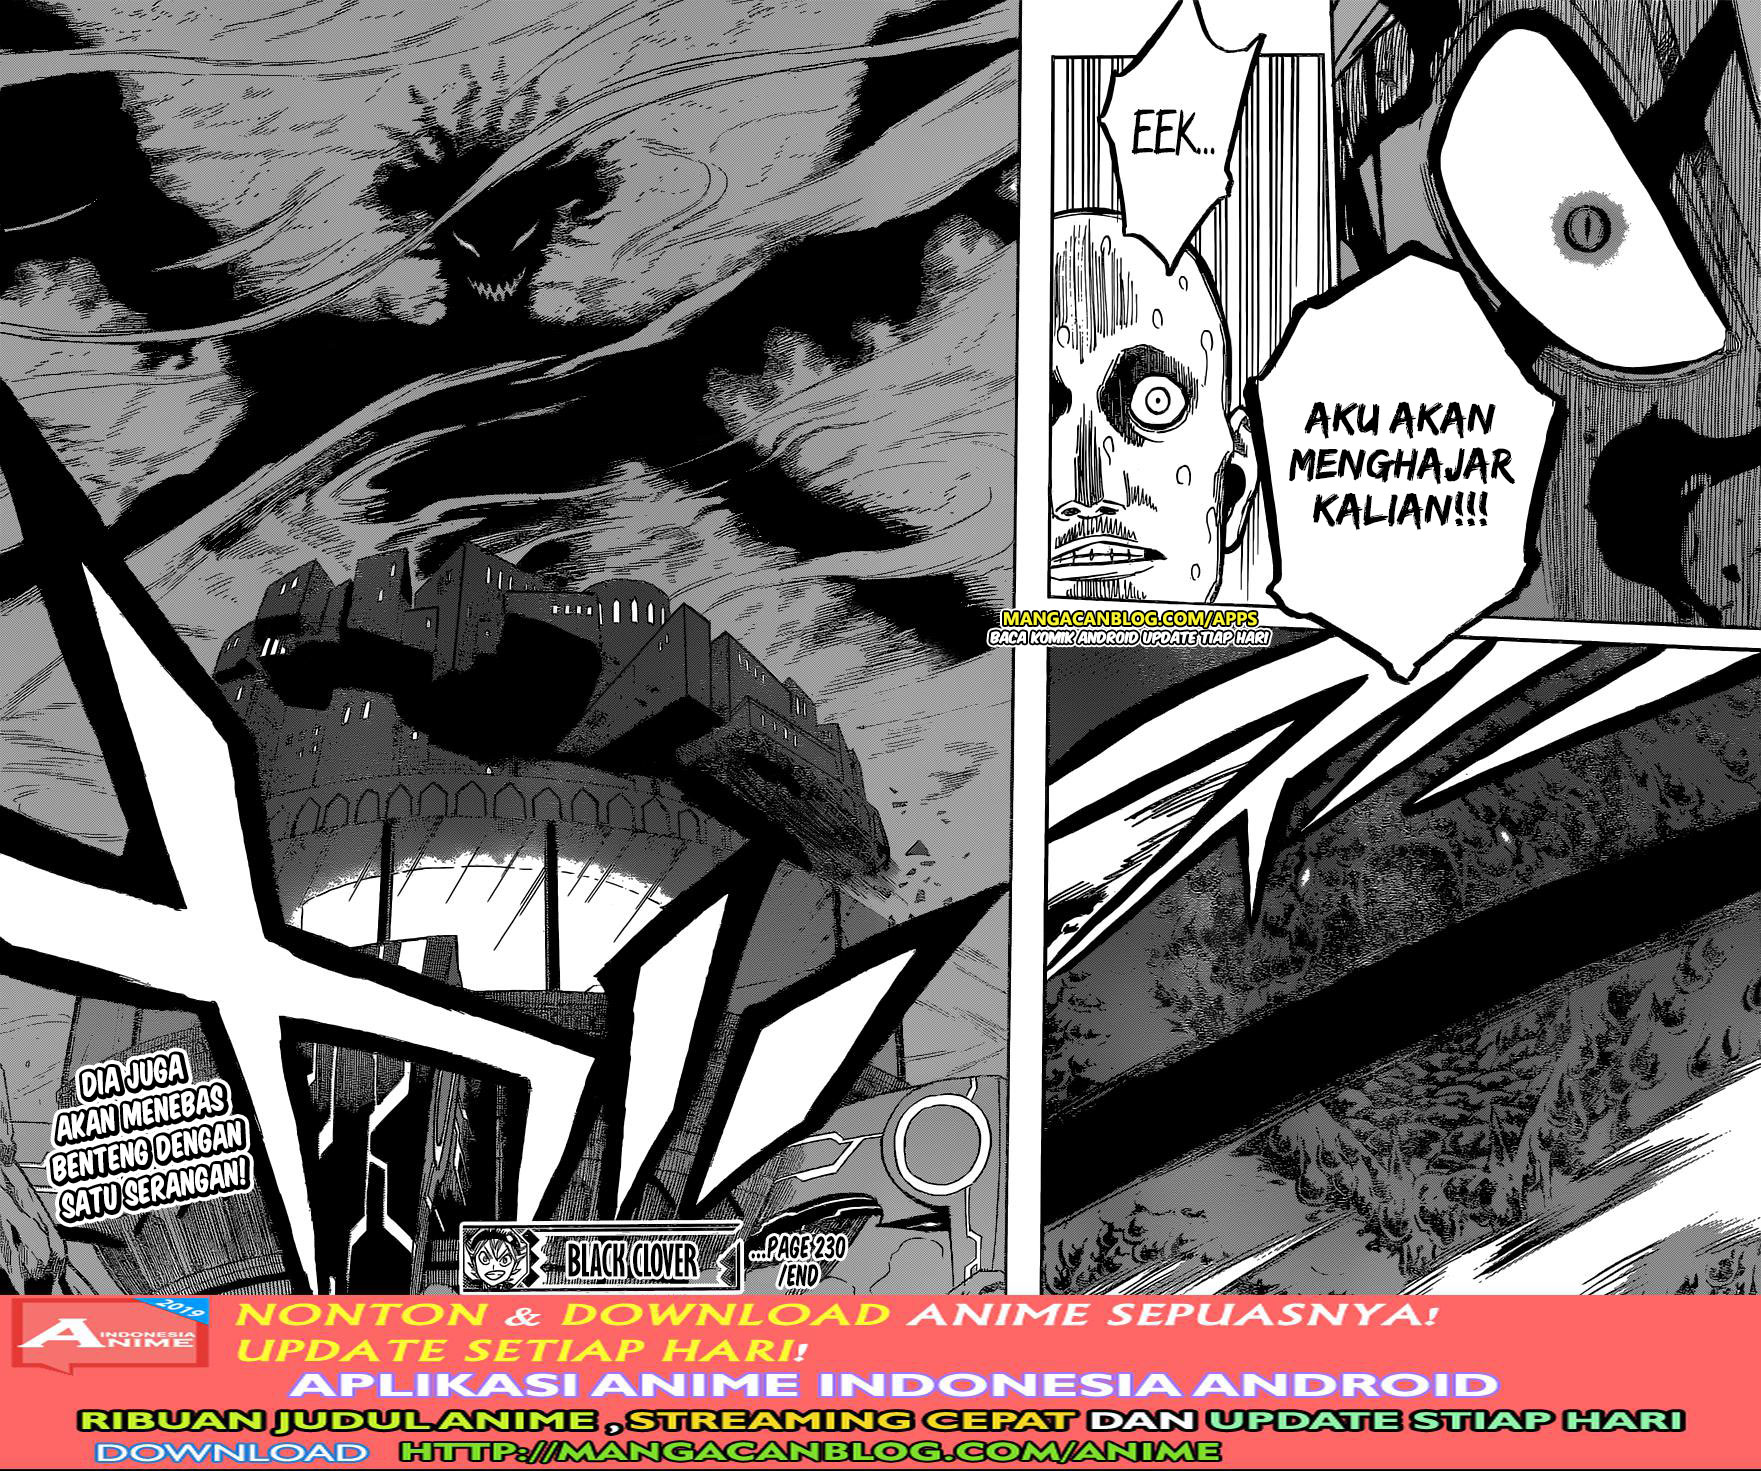 EEK...
AKU AKAN
MENGHAJAR
KALIAN!!!
MANGACANBLOG.COM/APPS
BACA KOMIK ANDROID UPDATE TIAP HARI
DIA JUGA
AKAN MENEBAS
BENTENG DENGAN
SATU SERANGAN!
BLACK CLOVER
...PAGE 230
/END
2019
INDONESIA
ANIME
NONTON & DOWNLOAD ANIME SEPUASNYA!
UPDATE SETIAP HARI!
APLIKASI ANIME INDONESIA ANDROID
RIBUAN JUDUL ANIME , STREAMING CEPAT DAN UPDATE STIAP HARI
DOWNLOAD HTTP://MANGACANBLOG.COM/ANIME